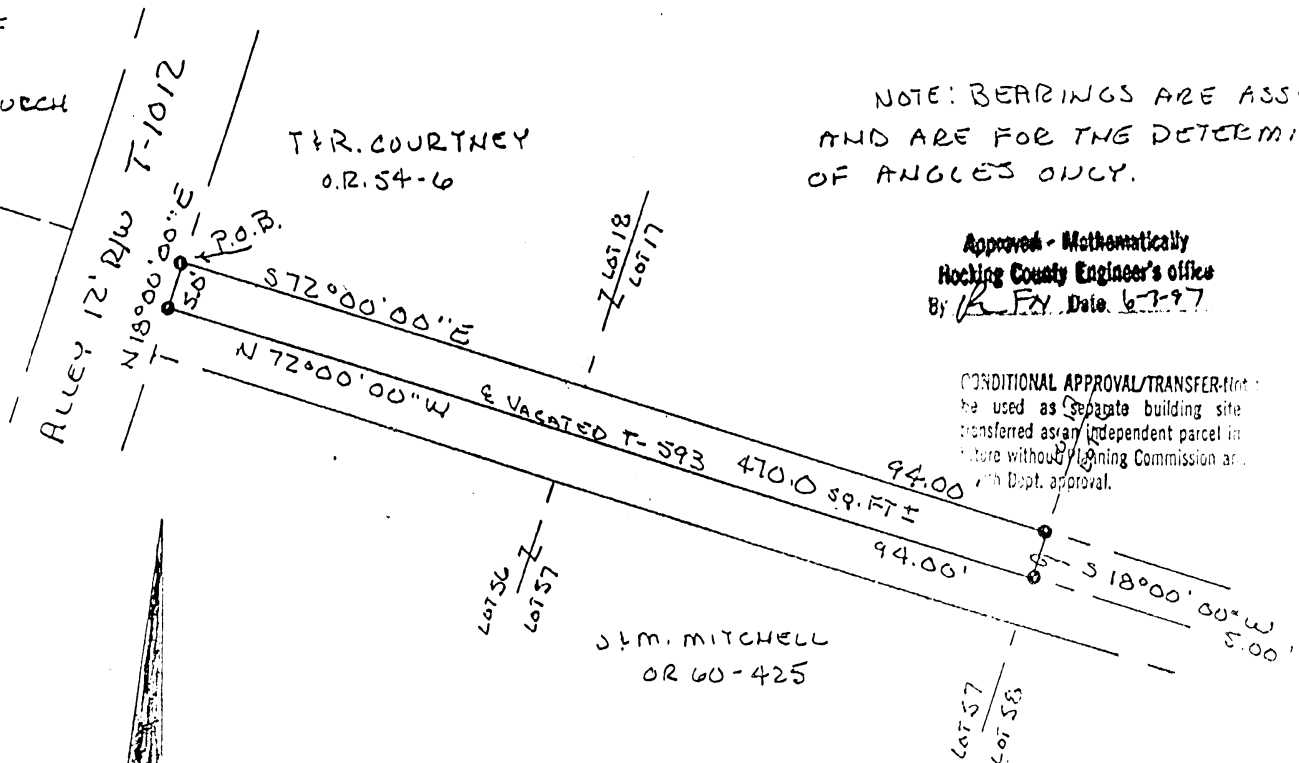 URCH
NOTE: BEARINGS ARE ASS
AND ARE FOR THE DETERMI
OF ANGLES ONLY.
T & R. COURTNEY
O.R. 54-6
ALLEY 12' R/W T-1012
N 18°00'00" E
5.0'
P.O.B.
S 72°00'00" E
LOT 18
LOT 17
Approved - Mathematically
Hocking County Engineer's office
By Date 6-3-97
N 72°00'00" W
℄ VACATED T-593 470.0 SQ. FT ±
94.00
94.00'
CONDITIONAL APPROVAL/TRANSFER-Not
be used as separate building site
transferred as an independent parcel in
without Planning Commission
Dept. approval.
S 18°00'00" W
5.00'
LOT 56
LOT 57
J & M. MITCHELL
OR 60-425
LOT 57
LOT 58